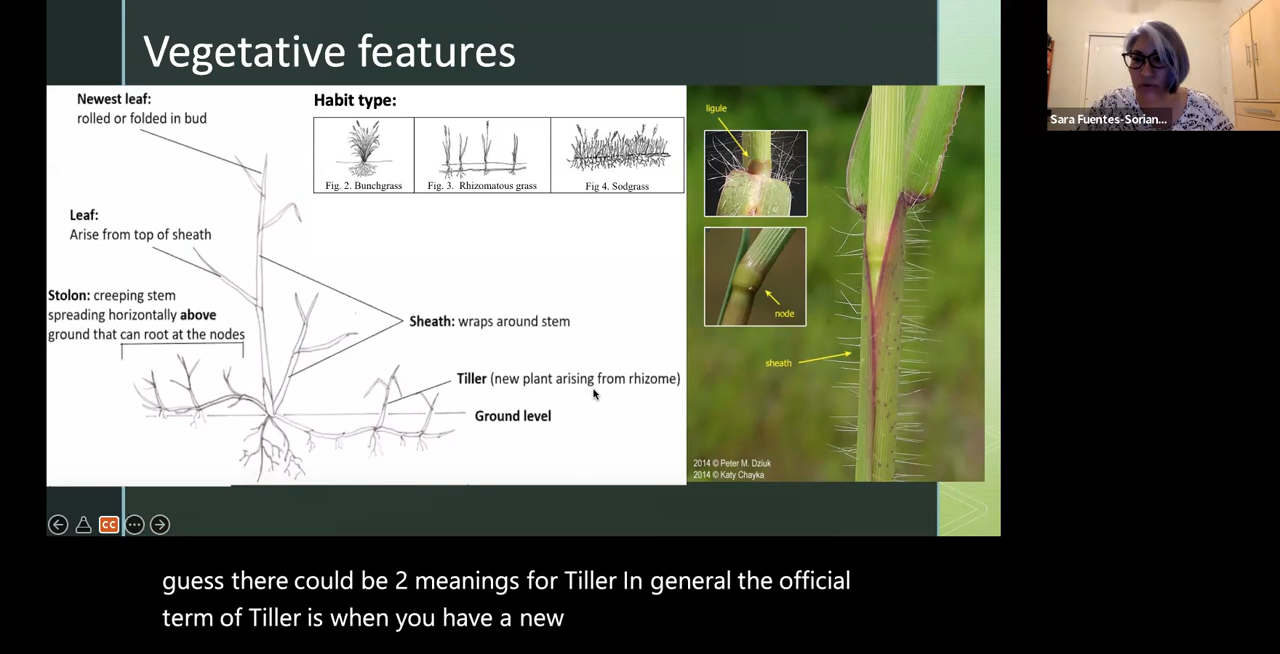 Vegetative features
Newest leaf:
rolled or folded in bud
Habit type:
Fig. 2. Bunchgrass
Fig. 3. Rhizomatous grass
Fig 4. Sodgrass
Leaf:
Arise from top of sheath
Stolon: creeping stem
spreading horizontally above
ground that can root at the nodes
Sheath: wraps around stem
Tiller (new plant arising from rhizome)
Ground level
ligule
node
sheath
2014 © Peter M. Dziuk
2014 © Katy Chayka
Sara Fuentes-Sorian...
CC
guess there could be 2 meanings for Tiller In general the official
term of Tiller is when you have a new